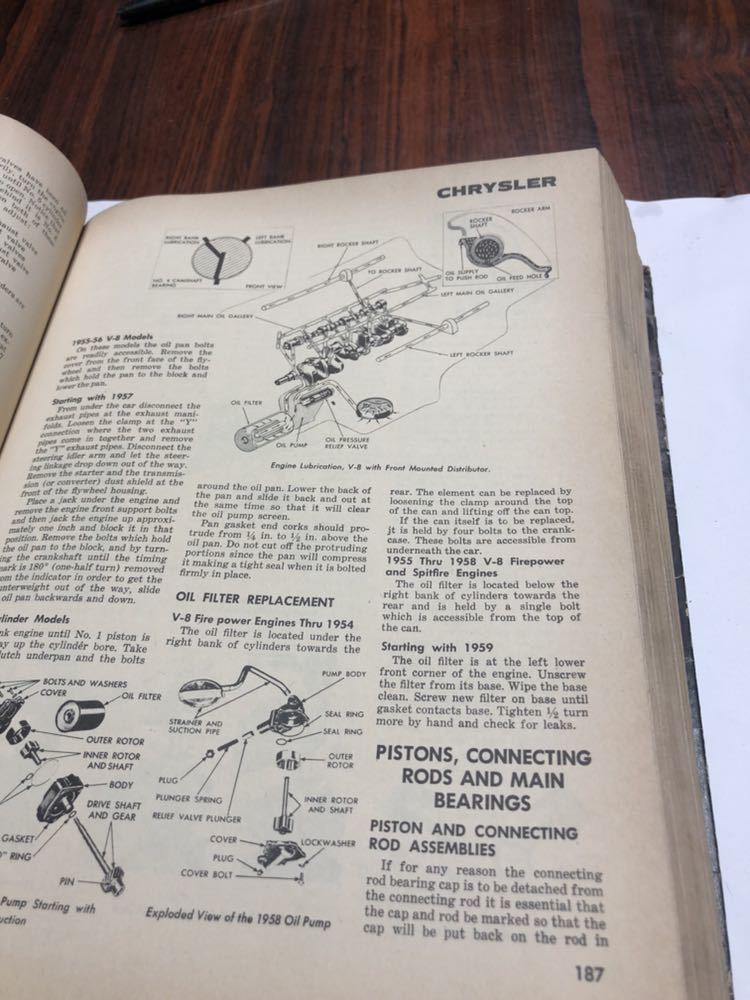 CHRYSLER
RIGHT BANK
LUBRICATION
LEFT BANK
LUBRICATION
NO. 4 CAMSHAFT
BEARING
FRONT VIEW
RIGHT ROCKER SHAFT
TO ROCKER SHAFT
LEFT MAIN OIL GALLERY
RIGHT MAIN OIL GALLERY
LEFT ROCKER SHAFT
ROCKER
SHAFT
ROCKER ARM
OIL SUPPLY
TO PUSH ROD
OIL FEED HOLE
OIL FILTER
OIL PUMP
OIL PRESSURE
RELIEF VALVE
Engine Lubrication, V-8 with Front Mounted Distributor.
1955-56 V-8 Models
On these models the oil pan bolts
are readily accessible. Remove the
cover from the front face of the fly-
wheel and then remove the bolts
which hold the pan to the block and
lower the pan.
Starting with 1957
From under the car disconnect the
exhaust pipes at the exhaust mani-
folds. Loosen the clamp at the "Y"
connection where the two exhaust
pipes come in together and remove
the "Y" exhaust pipes. Disconnect the
steering idler arm and let the steer-
ing linkage drop down out of the way.
Remove the starter and the transmis-
sion (or converter) dust shield at the
front of the flywheel housing.
Place a jack under the engine and
remove the engine front support bolts
and then jack the engine up approxi-
mately one inch and block it in that
position. Remove the bolts which hold
the oil pan to the block, and by turn-
ing the crankshaft until the timing
mark is 180° (one-half turn) removed
from the indicator in order to get the
unterweight out of the way, slide
oil pan backwards and down.
ylinder Models
nk engine until No. 1 piston is
ay up the cylinder bore. Take
lutch underpan and the bolts
around the oil pan. Lower the back of
the pan and slide it back and out at
the same time so that it will clear
the oil pump screen.
Pan gasket end corks should pro-
trude from ¼ in. to ½ in. above the
oil pan. Do not cut off the protruding
portions since the pan will compress
it making a tight seal when it is bolted
firmly in place.
OIL FILTER REPLACEMENT
V-8 Fire power Engines Thru 1954
The oil filter is located under the
right bank of cylinders towards the
rear. The element can be replaced by
loosening the clamp around the top
of the can and lifting off the can top.
If the can itself is to be replaced,
it is held by four bolts to the crank-
case. These bolts are accessible from
underneath the car.
1955 Thru 1958 V-8 Firepower
and Spitfire Engines
The oil filter is located below the
right bank of cylinders towards the
rear and is held by a single bolt
which is accessible from the top of
the can.
Starting with 1959
The oil filter is at the left lower
front corner of the engine. Unscrew
the filter from its base. Wipe the base
clean. Screw new filter on base until
gasket contacts base. Tighten ½ turn
more by hand and check for leaks.
PISTONS, CONNECTING
RODS AND MAIN
BEARINGS
PISTON AND CONNECTING
ROD ASSEMBLIES
If for any reason the connecting
rod bearing cap is to be detached from
the connecting rod it is essential that
the cap and rod be marked so that the
cap will be put back on the rod in
BOLTS AND WASHERS
COVER
OIL FILTER
OUTER ROTOR
INNER ROTOR
AND SHAFT
BODY
DRIVE SHAFT
AND GEAR
GASKET
" RING
PIN
Pump Starting with
uction
PUMP BODY
SEAL RING
SEAL RING
STRAINER AND
SUCTION PIPE
OUTER
ROTOR
PLUG
PLUNGER SPRING
RELIEF VALVE PLUNGER
INNER ROTOR
AND SHAFT
COVER
LOCKWASHER
PLUG
COVER BOLT
Exploded View of the 1958 Oil Pump
187